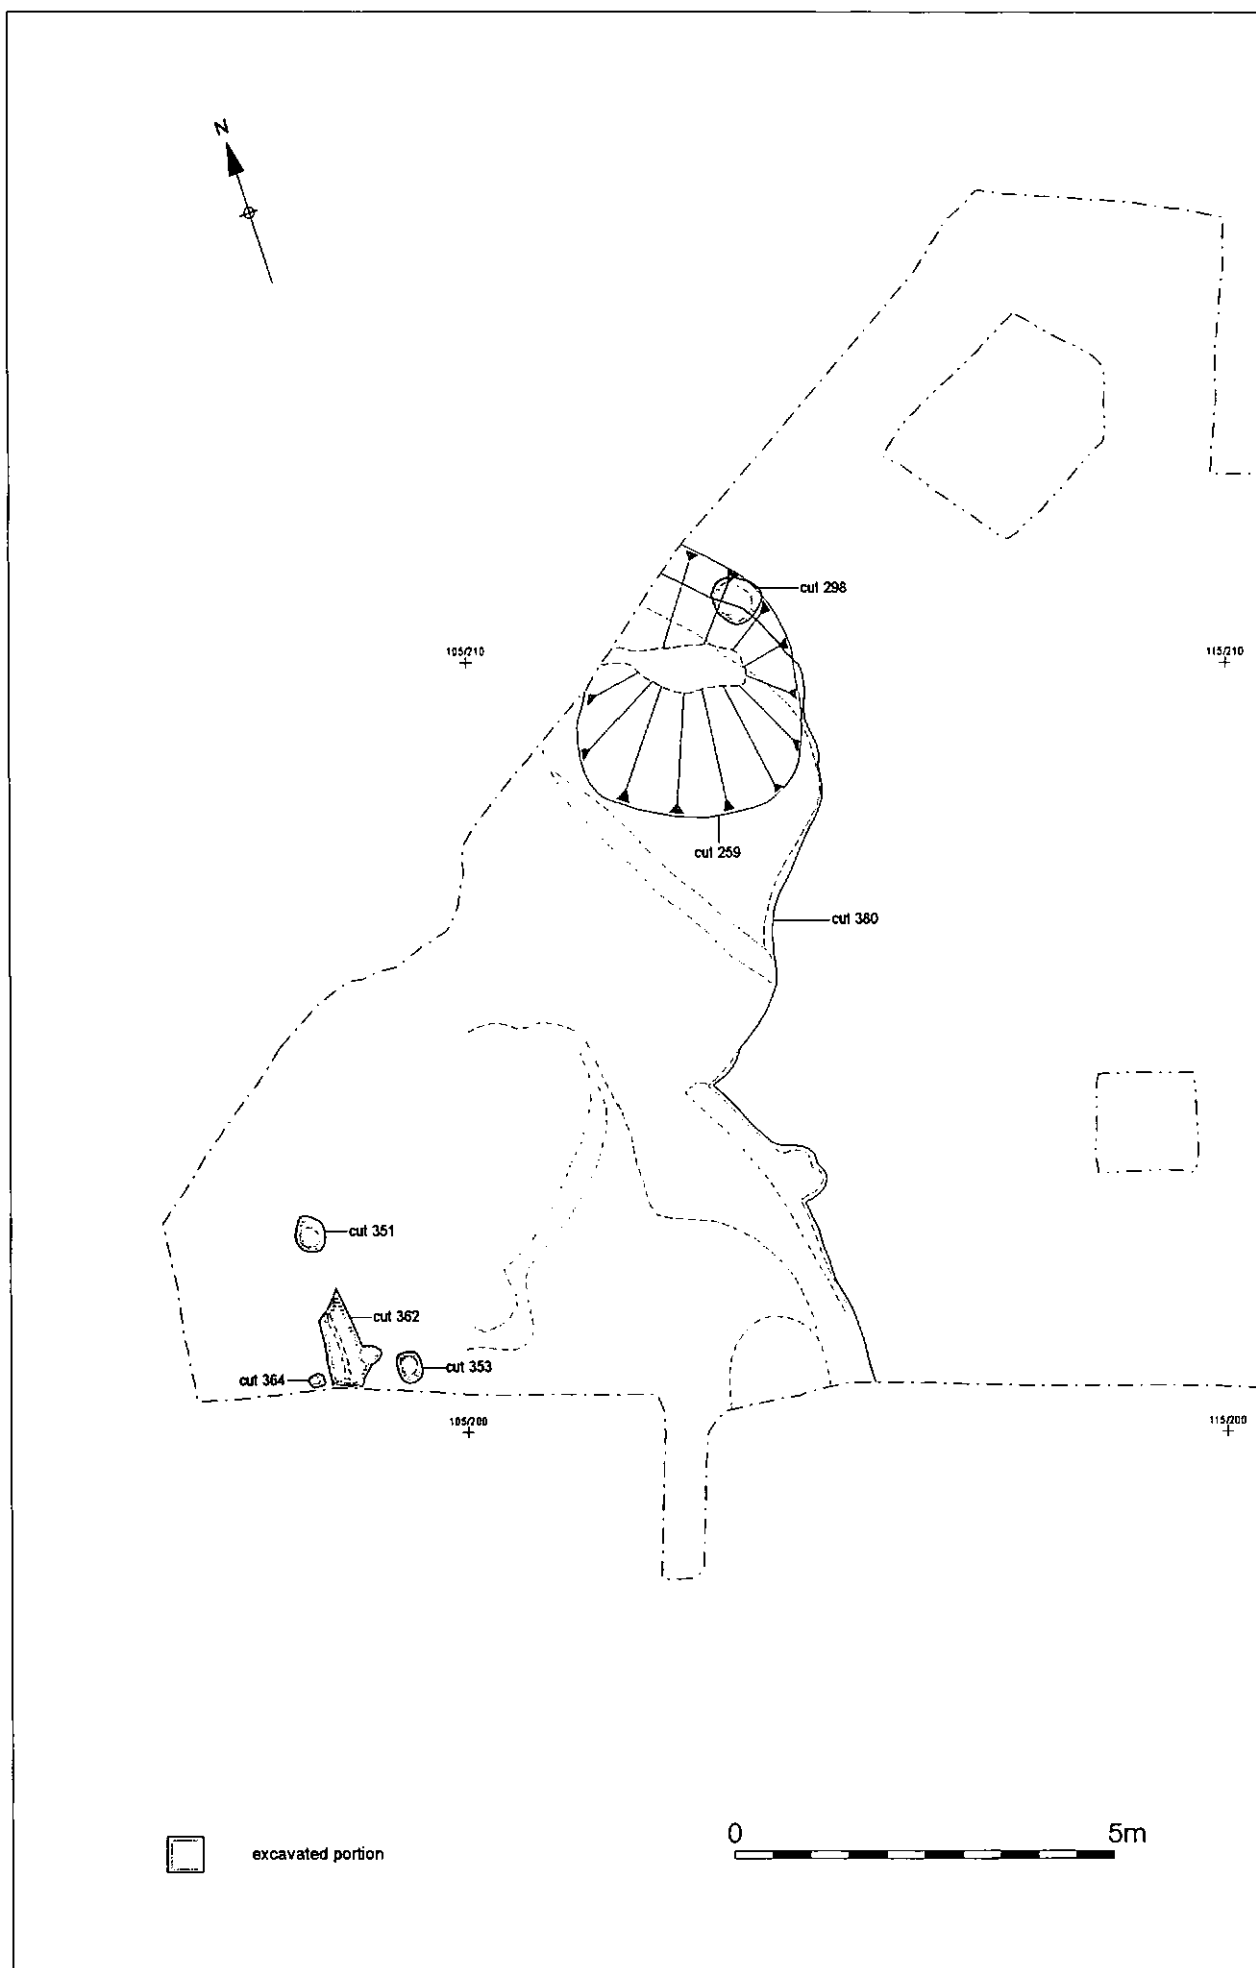 N
cut 298
105/210
115/210
cut 259
cut 380
cut 351
cut 362
cut 364
cut 353
105/200
115/200
excavated portion
0 5m